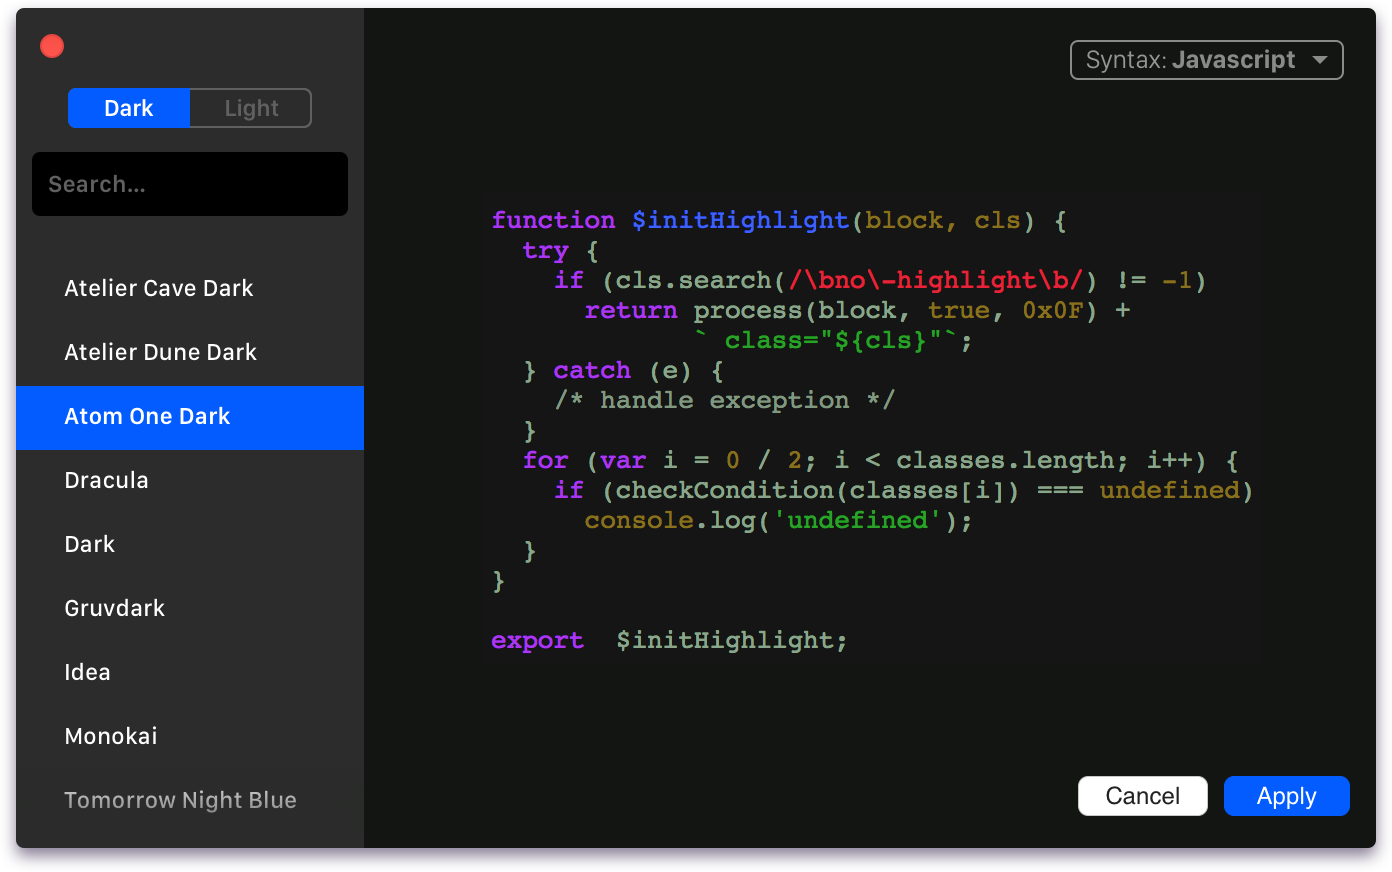 Dark Light
Search...
Atelier Cave Dark
Atelier Dune Dark
Atom One Dark
Dracula
Dark
Gruvdark
Idea
Monokai
Tomorrow Night Blue
Syntax: Javascript
function $initHighlight(block, cls) {
  try {
    if (cls.search(/\bno\-highlight\b/) != -1)
      return process(block, true, 0x0F) +
             ` class="${cls}"`;
  } catch (e) {
    /* handle exception */
  }
  for (var i = 0 / 2; i < classes.length; i++) {
    if (checkCondition(classes[i]) === undefined)
      console.log('undefined');
  }
}
export  $initHighlight;
Cancel Apply